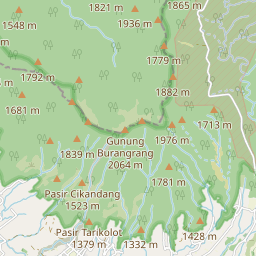 1821 m
1865 m
1548 m
1936 m
1779 m
1792 m
1882 m
1681 m
1713 m
1976 m
Gunung
Burangrang
2064 m
1839 m
1781 m
Pasir Cikandang
1523 m
Pasir Tarikolot
1379 m
1332 m
1428 m